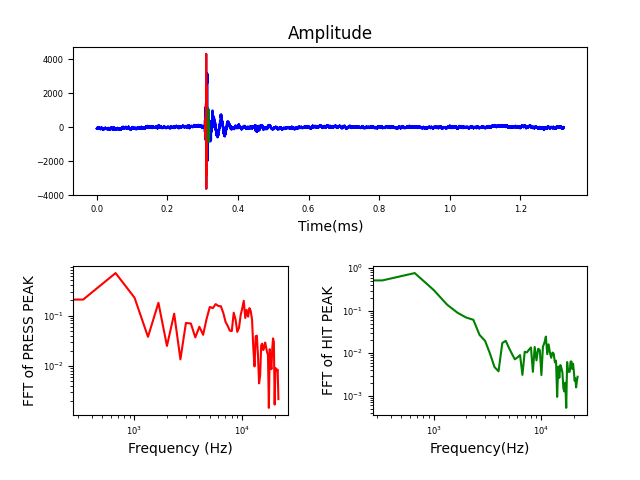 Amplitude
4000
2000
0
−2000
−4000
0.0 0.2 0.4 0.6 0.8 1.0 1.2
Time(ms)
FFT of PRESS PEAK
10⁻¹
10⁻²
10³ 10⁴
Frequency (Hz)
FFT of HIT PEAK
10⁰
10⁻¹
10⁻²
10⁻³
10³ 10⁴
Frequency(Hz)